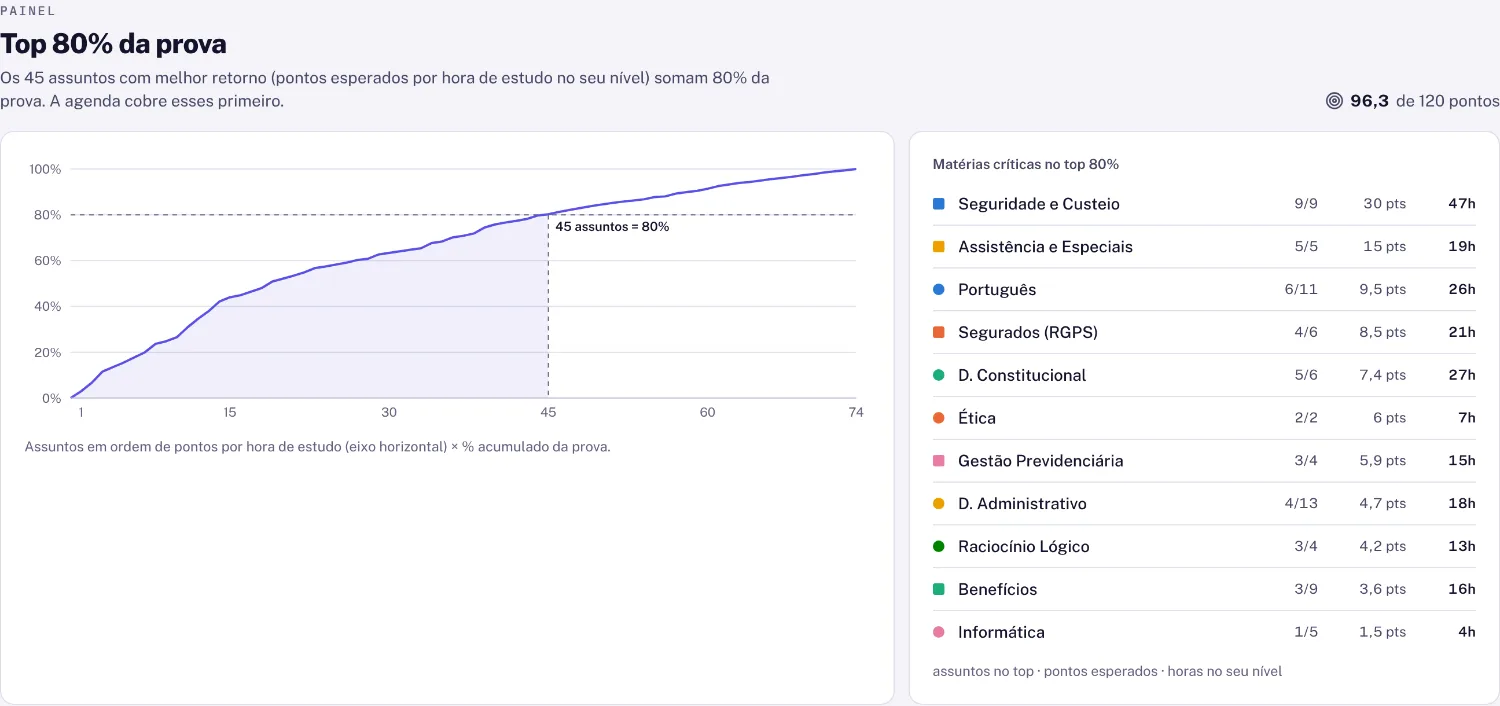 PAINEL
Top 80% da prova
Os 45 assuntos com melhor retorno (pontos esperados por hora de estudo no seu nível) somam 80% da
prova. A agenda cobre esses primeiro.
96,3 de 120 pontos
100%
80%
60%
40%
20%
0%
45 assuntos = 80%
1 15 30 45 60 74
Assuntos em ordem de pontos por hora de estudo (eixo horizontal) × % acumulado da prova.
Matérias críticas no top 80%
Seguridade e Custeio 9/9 30 pts 47h
Assistência e Especiais 5/5 15 pts 19h
Português 6/11 9,5 pts 26h
Segurados (RGPS) 4/6 8,5 pts 21h
D. Constitucional 5/6 7,4 pts 27h
Ética 2/2 6 pts 7h
Gestão Previdenciária 3/4 5,9 pts 15h
D. Administrativo 4/13 4,7 pts 18h
Raciocínio Lógico 3/4 4,2 pts 13h
Benefícios 3/9 3,6 pts 16h
Informática 1/5 1,5 pts 4h
assuntos no top · pontos esperados · horas no seu nível